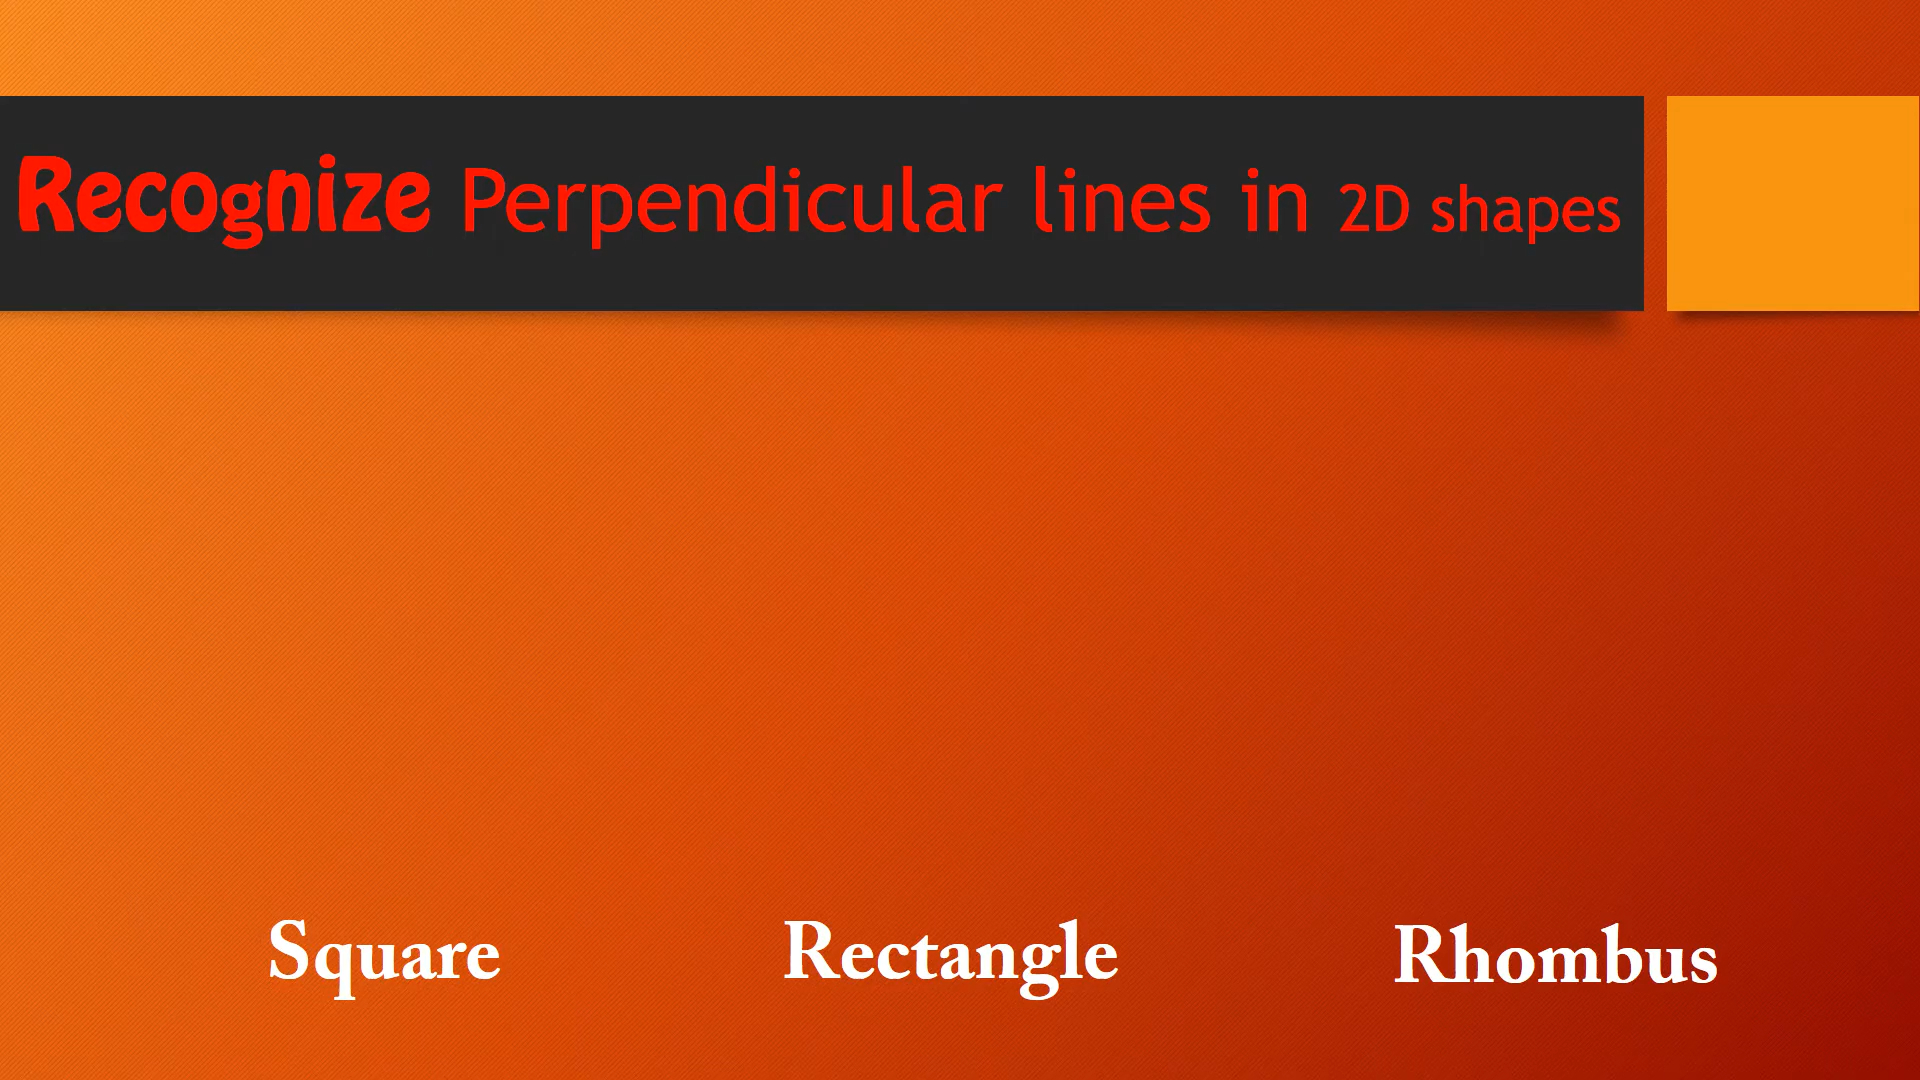 Recognize Perpendicular lines in 2D shapes
Square Rectangle Rhombus